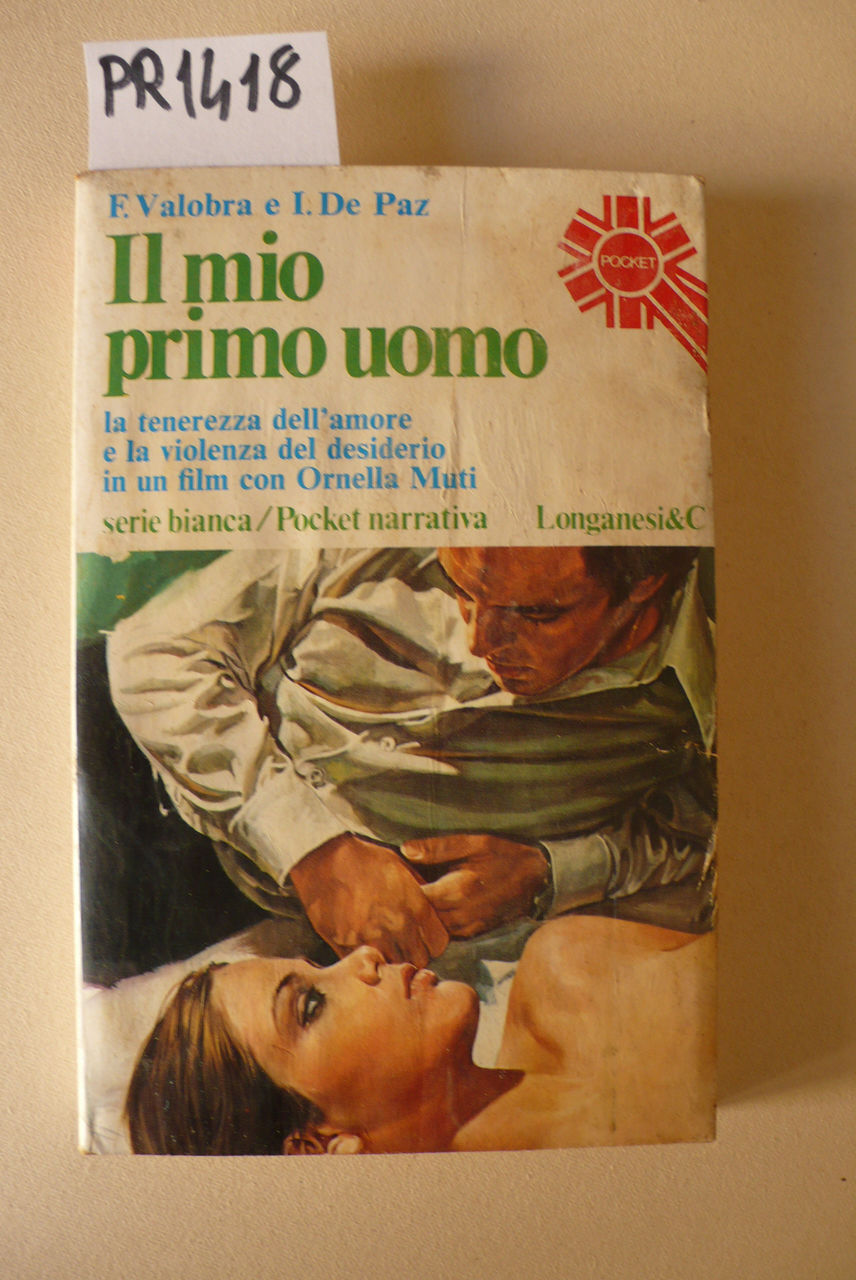 PR1418
F. Valobra e I. De Paz
Il mio
primo uomo
POCKET
la tenerezza dell'amore
e la violenza del desiderio
in un film con Ornella Muti
serie bianca/Pocket narrativa Longanesi&C